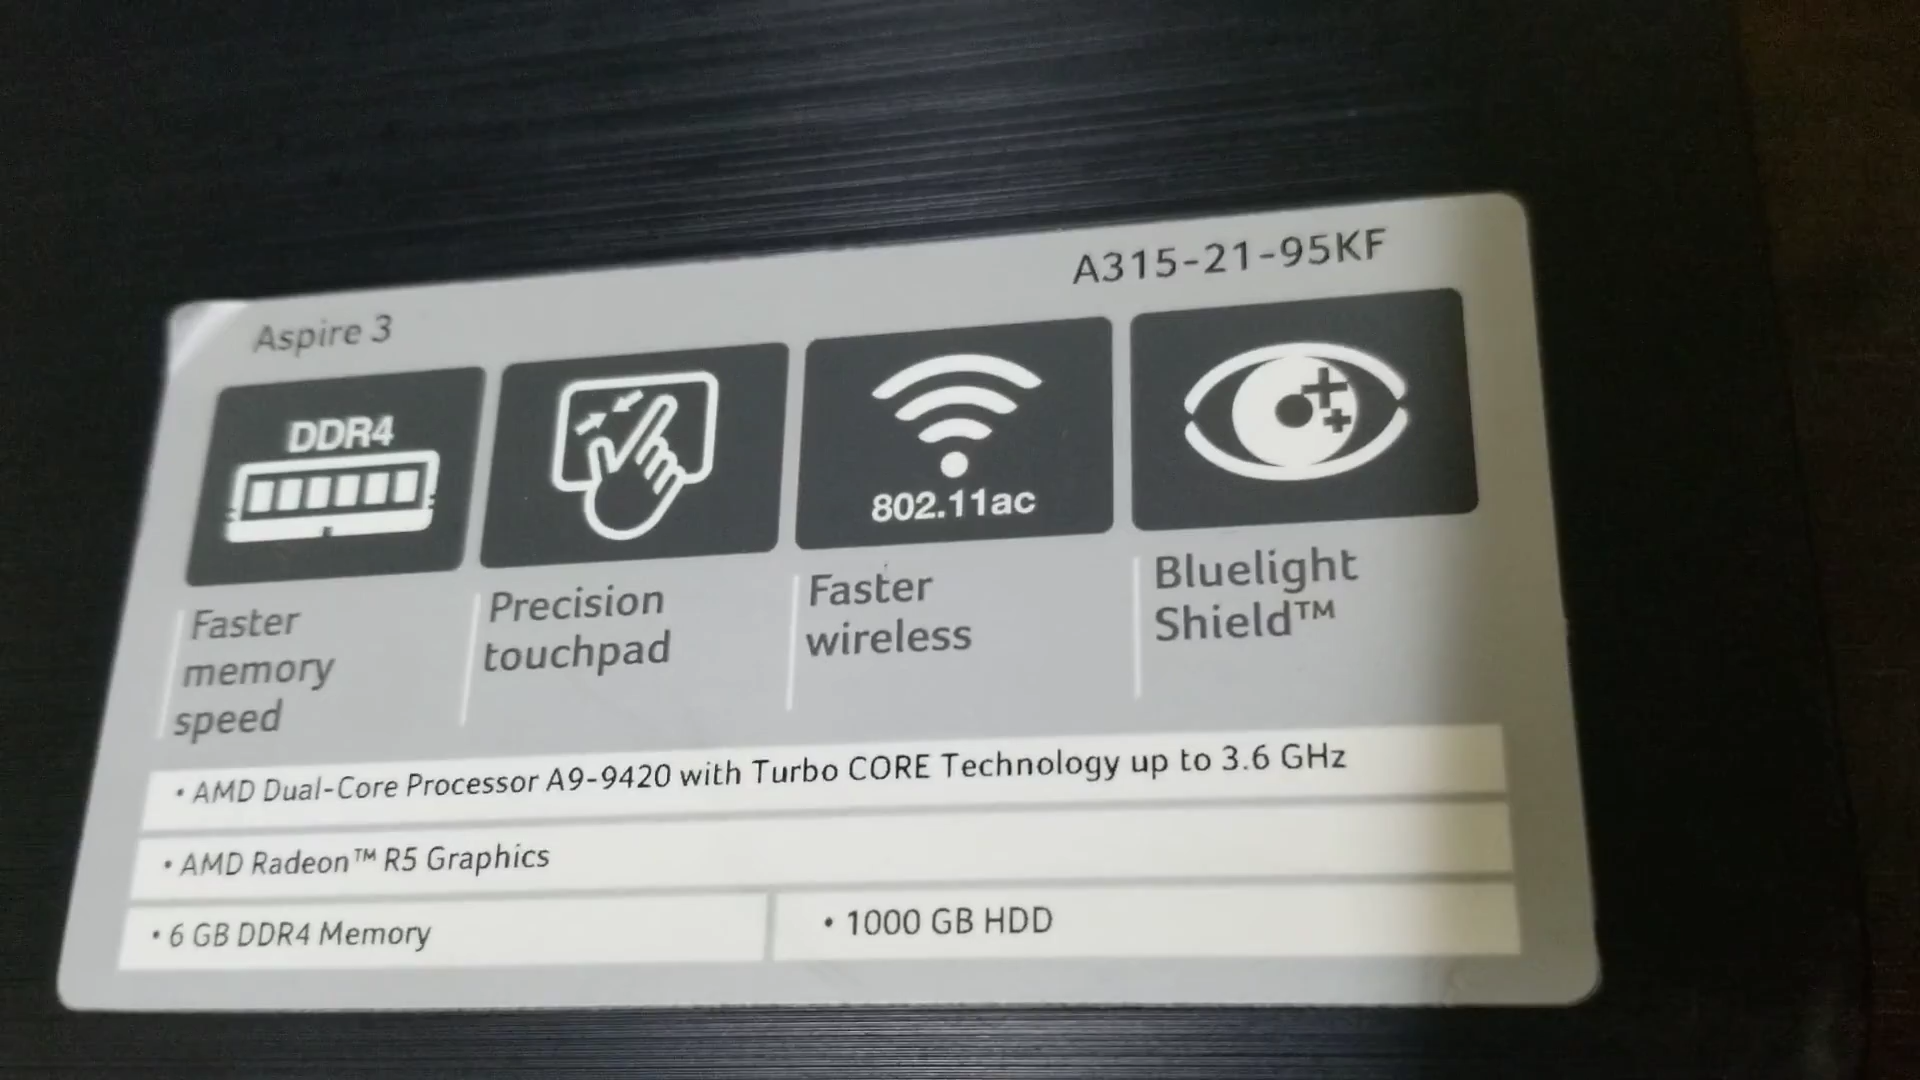 Aspire 3
A315-21-95KF
DDR4
802.11ac
Faster
memory
speed
Precision
touchpad
Faster
wireless
Bluelight
Shield™
• AMD Dual-Core Processor A9-9420 with Turbo CORE Technology up to 3.6 GHz
• AMD Radeon™ R5 Graphics
• 6 GB DDR4 Memory
• 1000 GB HDD